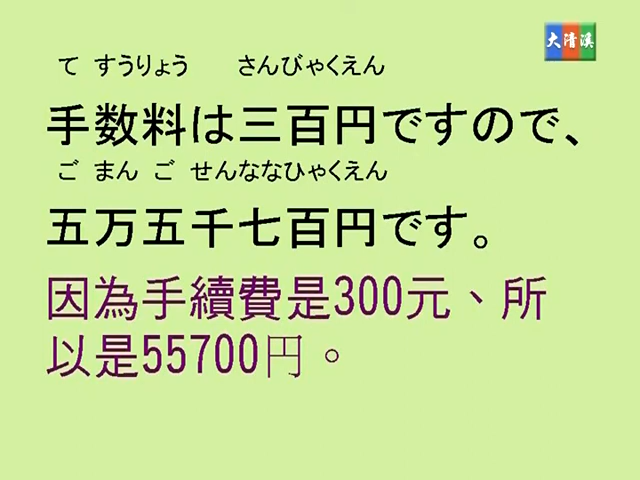 大清溪
て すうりょう さんびゃくえん
手数料は三百円ですので、
ご まん ご せんななひゃくえん
五万五千七百円です。
因為手續費是300元、所
以是55700円。